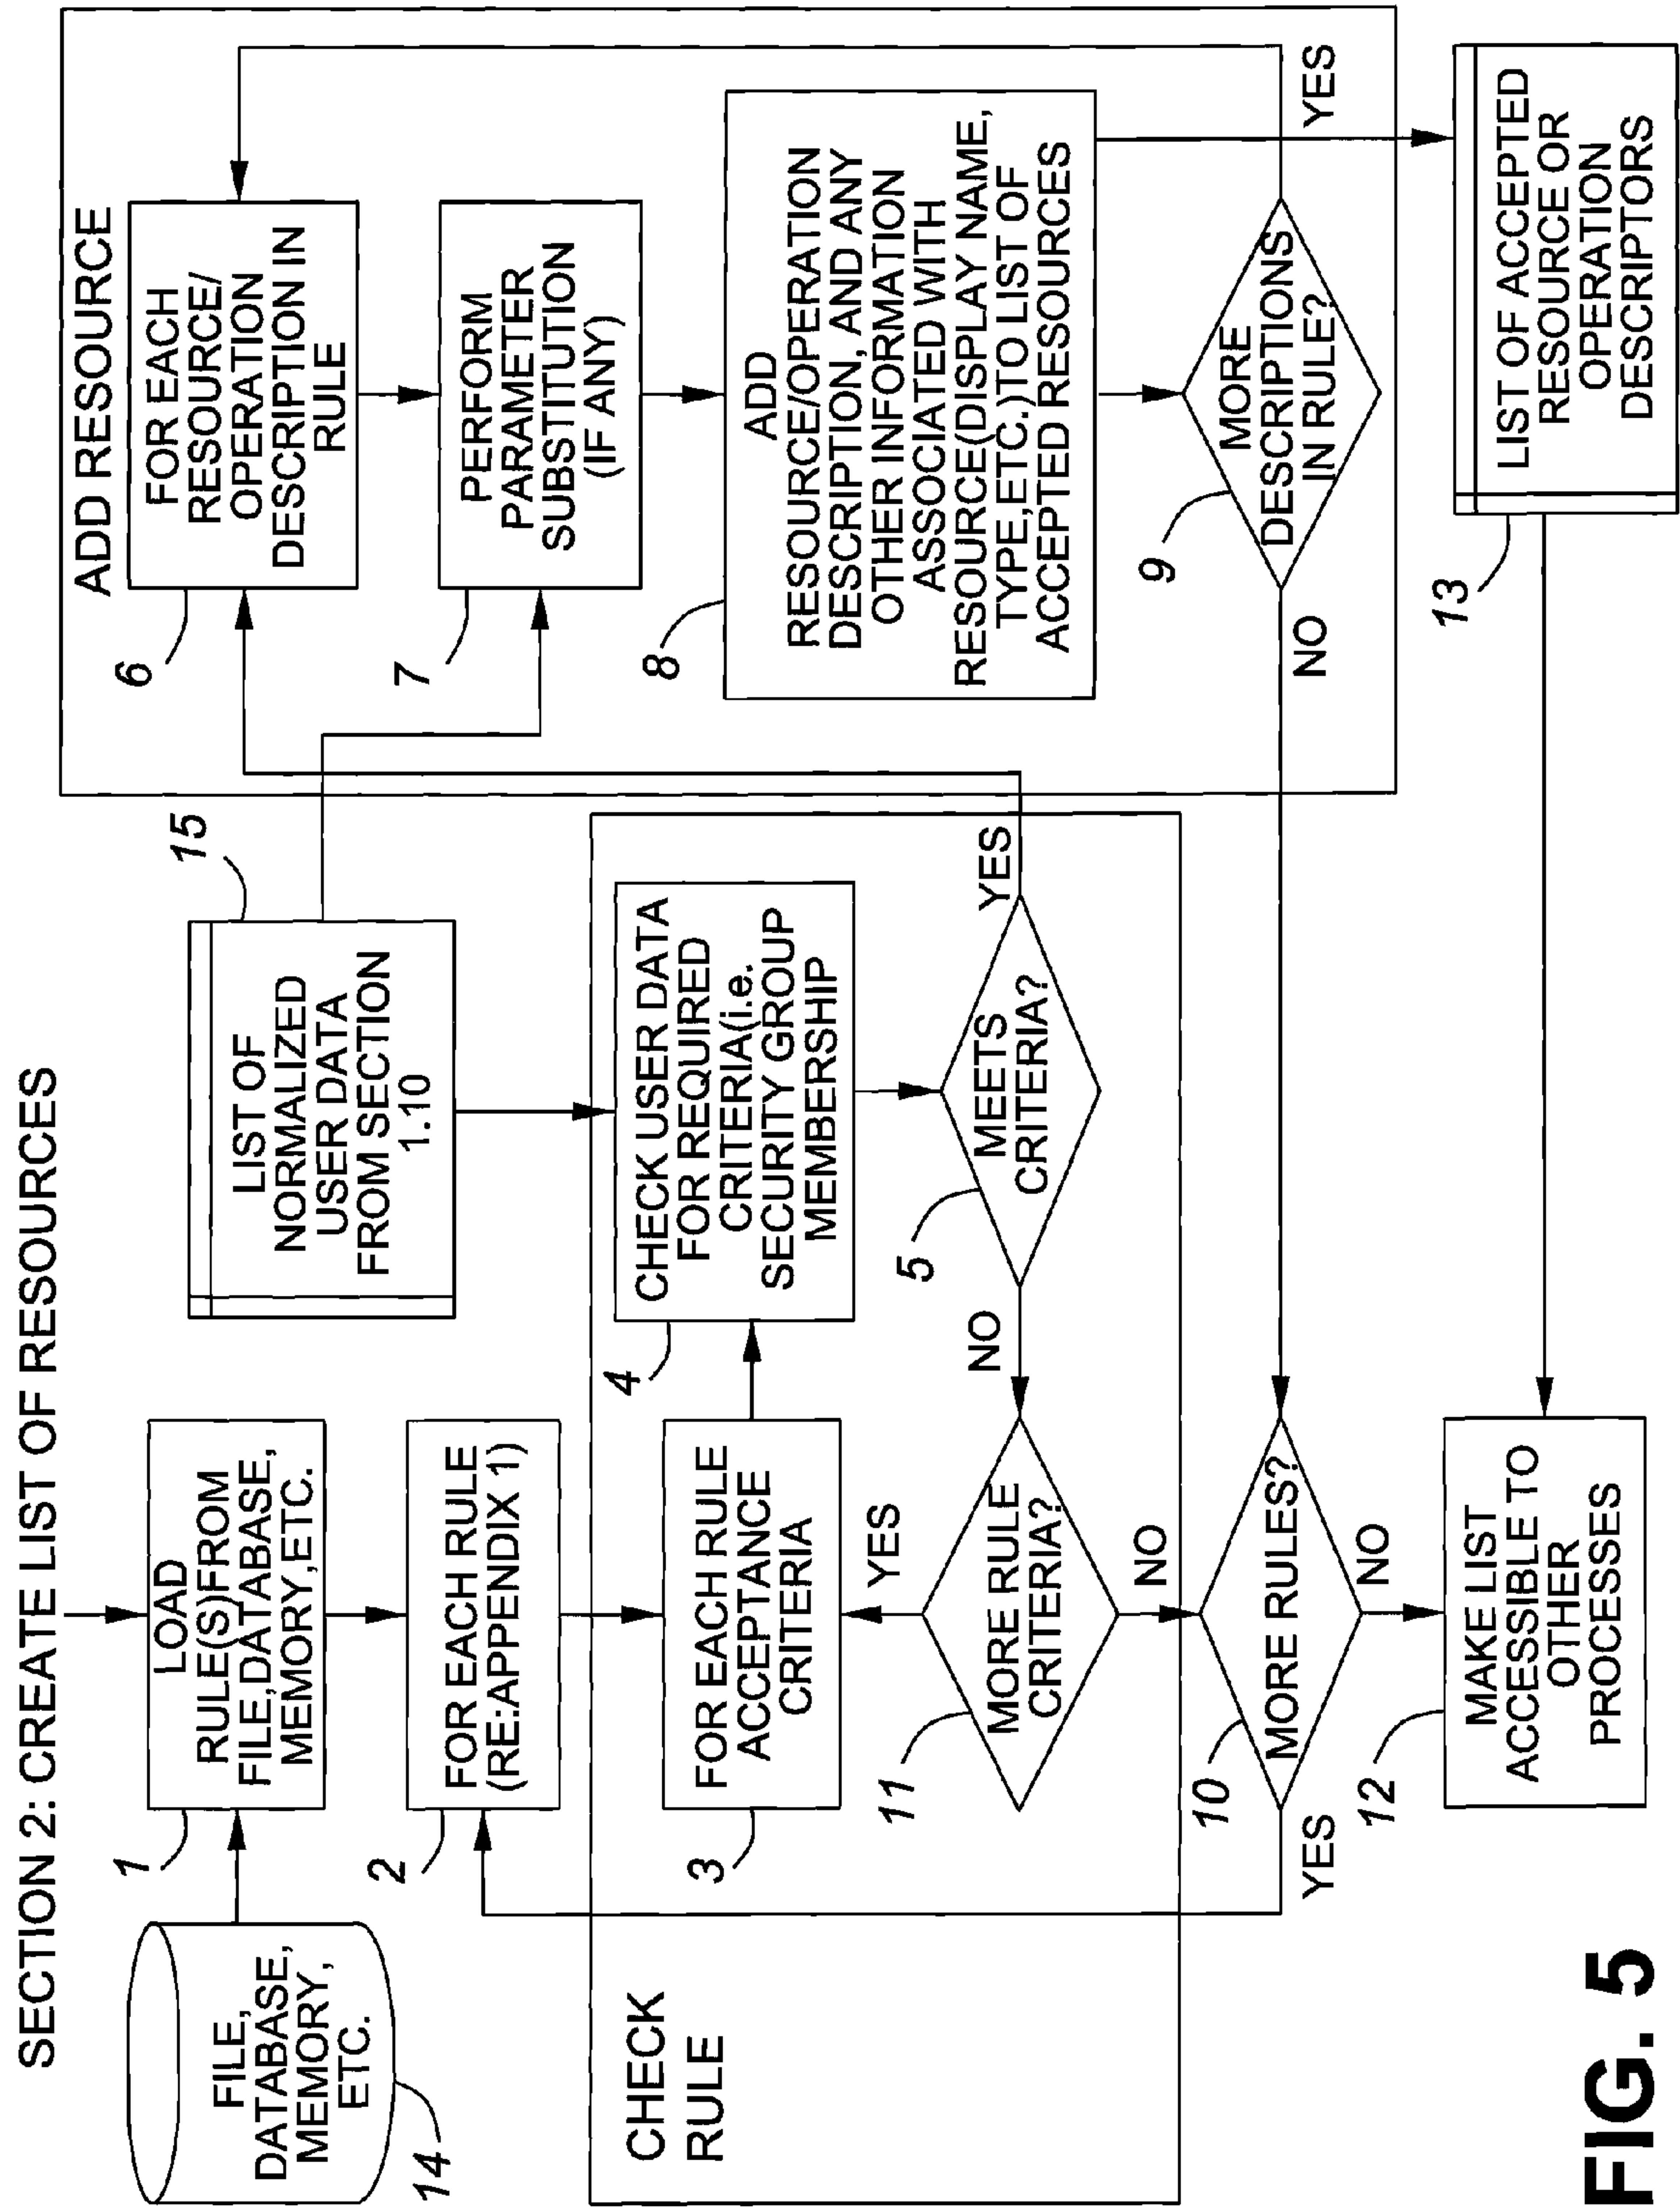 SECTION 2: CREATE LIST OF RESOURCES
FILE,
DATABASE,
MEMORY,
ETC.
14
LOAD
RULE(S)FROM
FILE,DATABASE,
MEMORY,ETC.
1
FOR EACH RULE
(RE:APPENDIX 1)
2
CHECK
RULE
FOR EACH RULE
ACCEPTANCE
CRITERIA
3
YES
MORE RULE
CRITERIA?
11
NO
MORE RULES?
10
YES
NO
MAKE LIST
ACCESSIBLE TO
OTHER
PROCESSES
12
LIST OF
NORMALIZED
USER DATA
FROM SECTION
1.10
15
CHECK USER DATA
FOR REQUIRED
CRITERIA(i.e.
SECURITY GROUP
MEMBERSHIP
4
MEETS
CRITERIA?
5
NO
YES
ADD RESOURCE
FOR EACH
RESOURCE/
OPERATION
DESCRIPTION IN
RULE
6
PERFORM
PARAMETER
SUBSTITUTION
(IF ANY)
7
ADD
RESOURCE/OPERATION
DESCRIPTION, AND ANY
OTHER INFORMATION
ASSOCIATED WITH
RESOURCE(DISPLAY NAME,
TYPE,ETC.)TO LIST OF
ACCEPTED RESOURCES
8
MORE
DESCRIPTIONS
IN RULE?
9
NO
YES
LIST OF ACCEPTED
RESOURCE OR
OPERATION
DESCRIPTORS
13
FIG. 5